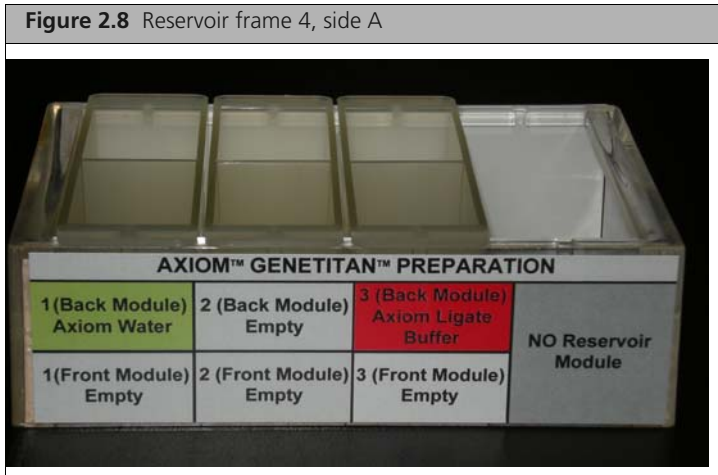 Figure 2.8 Reservoir frame 4, side A
AXIOM™ GENETITAN™ PREPARATION
1(Back Module)
Axiom Water
2 (Back Module)
Empty
3 (Back Module)
Axiom Ligate
Buffer
NO Reservoir
Module
1(Front Module)
Empty
2 (Front Module)
Empty
3 (Front Module)
Empty